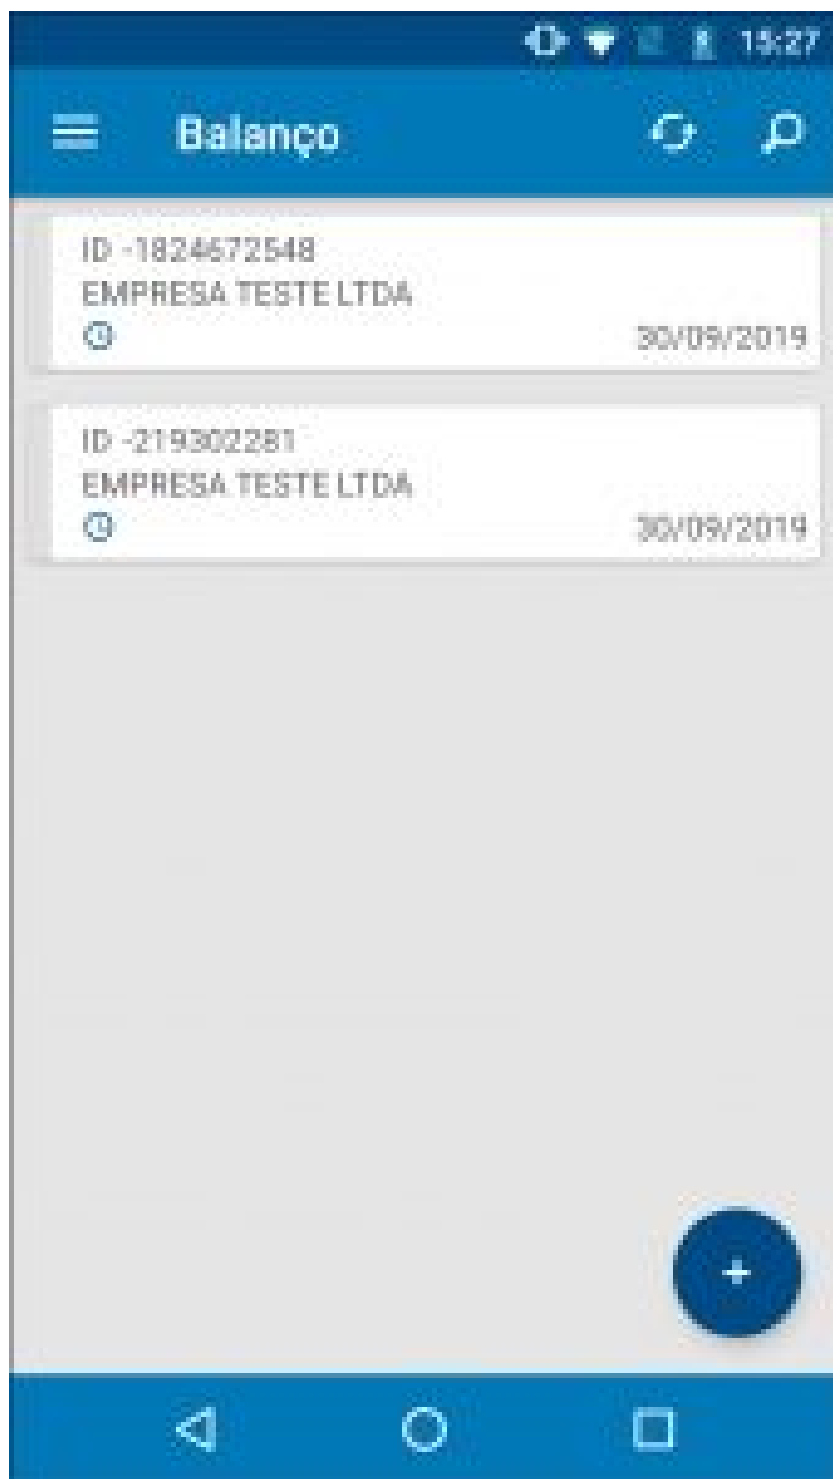 15:27
Balanço
ID -1824672548
EMPRESA TESTE LTDA
30/09/2019
ID -219302281
EMPRESA TESTE LTDA
30/09/2019